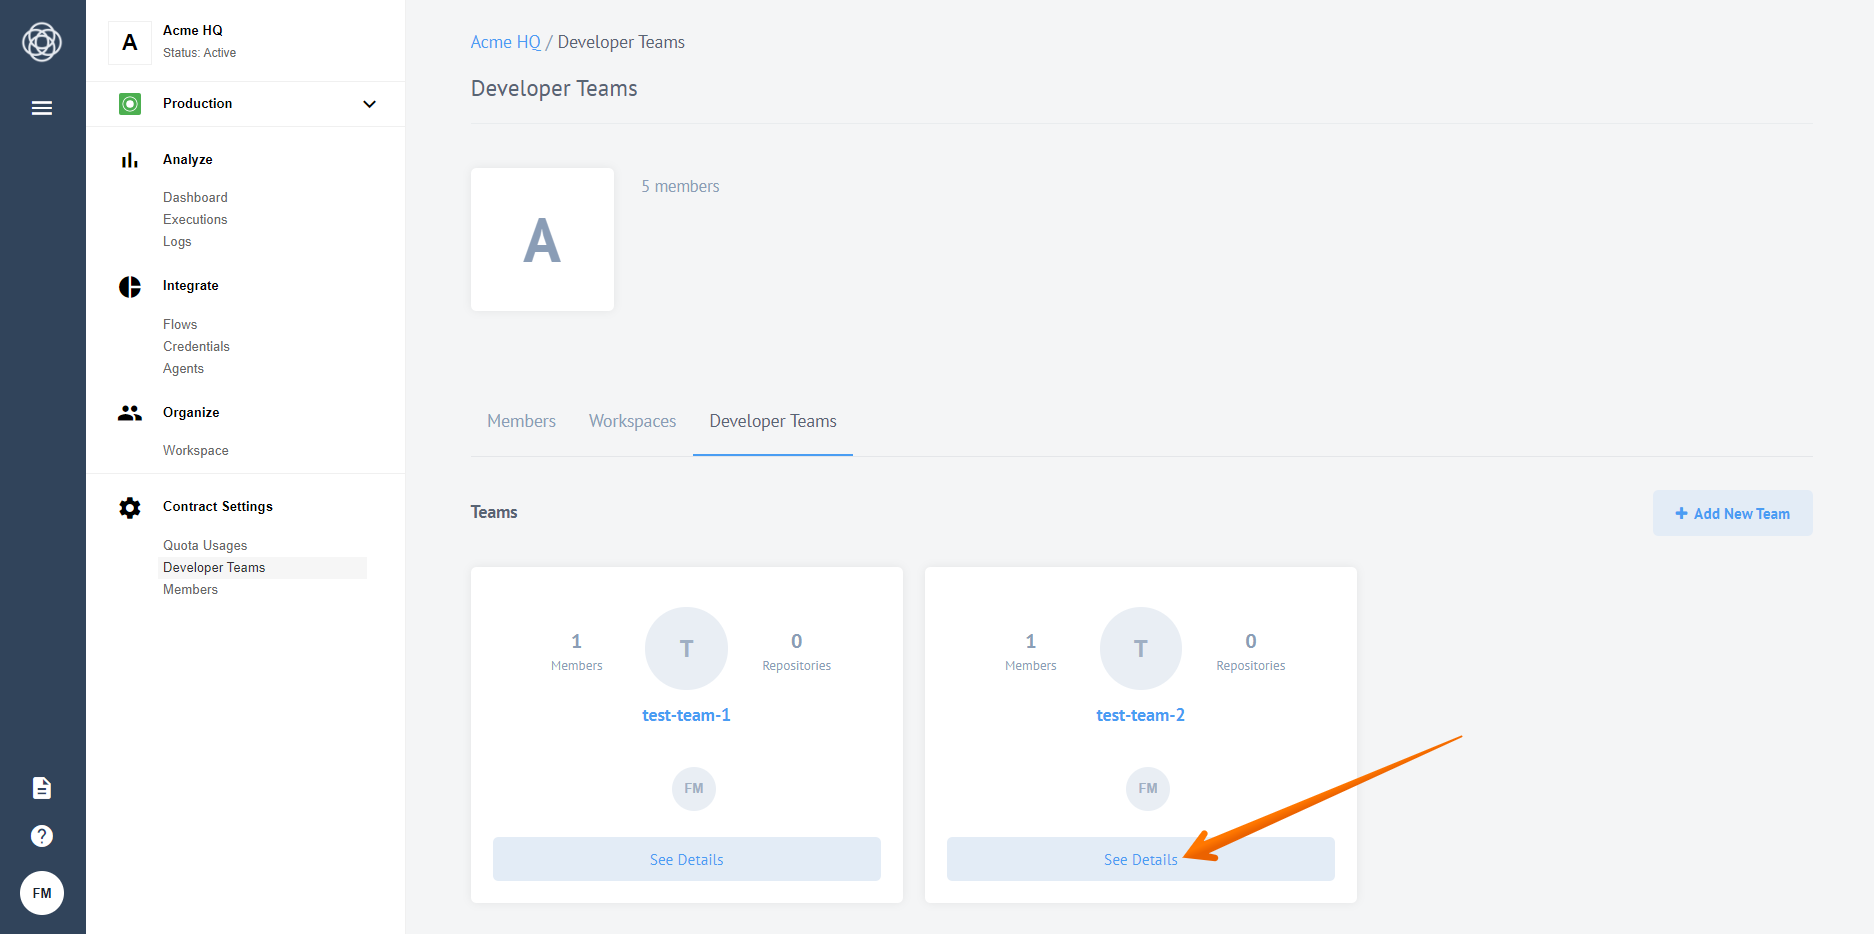 A
Acme HQ
Status: Active
Production
Analyze
Dashboard
Executions
Logs
Integrate
Flows
Credentials
Agents
Organize
Workspace
Contract Settings
Quota Usages
Developer Teams
Members
?
FM
Acme HQ / Developer Teams
Developer Teams
A
5 members
Members Workspaces Developer Teams
Teams
+ Add New Team
1
Members
T
0
Repositories
test-team-1
FM
See Details
1
Members
T
0
Repositories
test-team-2
FM
See Details